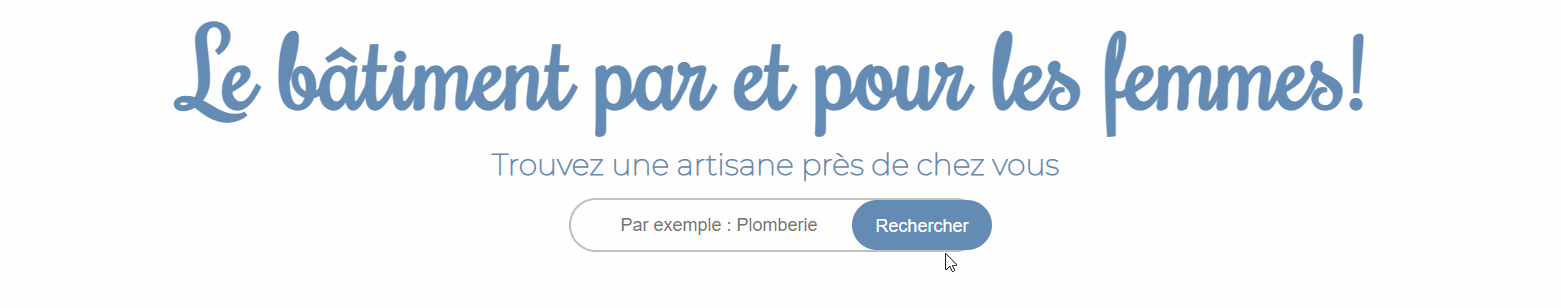 Le bâtiment par et pour les femmes!
Trouvez une artisane près de chez vous
Par exemple : Plomberie
Rechercher